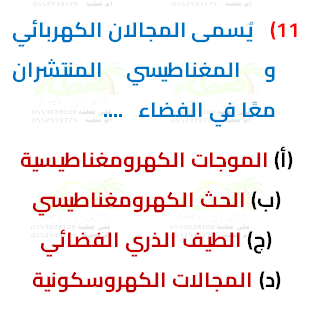 11) يُسمى المجالان الكهربائي
و المغناطيسي المنتشران
معًا في الفضاء ....
(أ) الموجات الكهرومغناطيسية
(ب) الحث الكهرومغناطيسي
(ج) الطيف الذري الفضائي
(د) المجالات الكهروسكونية